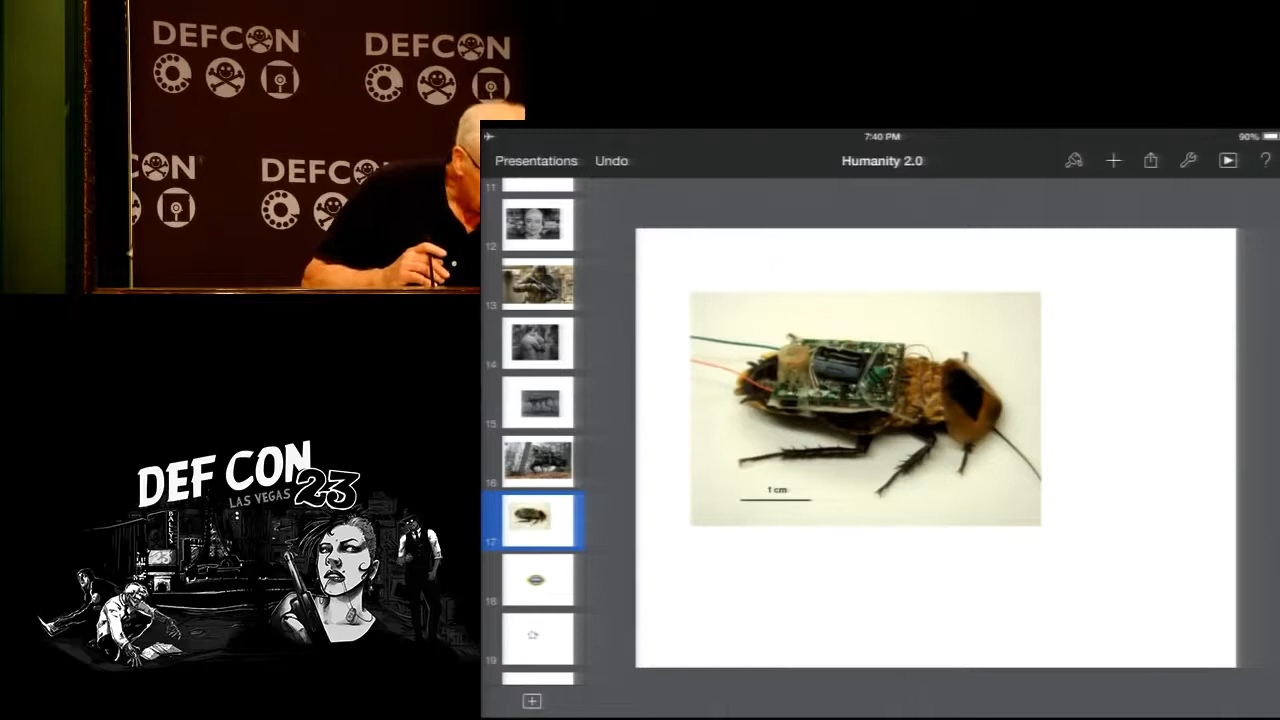 DEFCON
DEFCON
CON
DEFCON
7:40 PM
90%
Presentations
Undo
Humanity 2.0
?
11
12
13
14
15
16
17
18
19
1 cm
DEF CON 23
LAS VEGAS
BALLYS